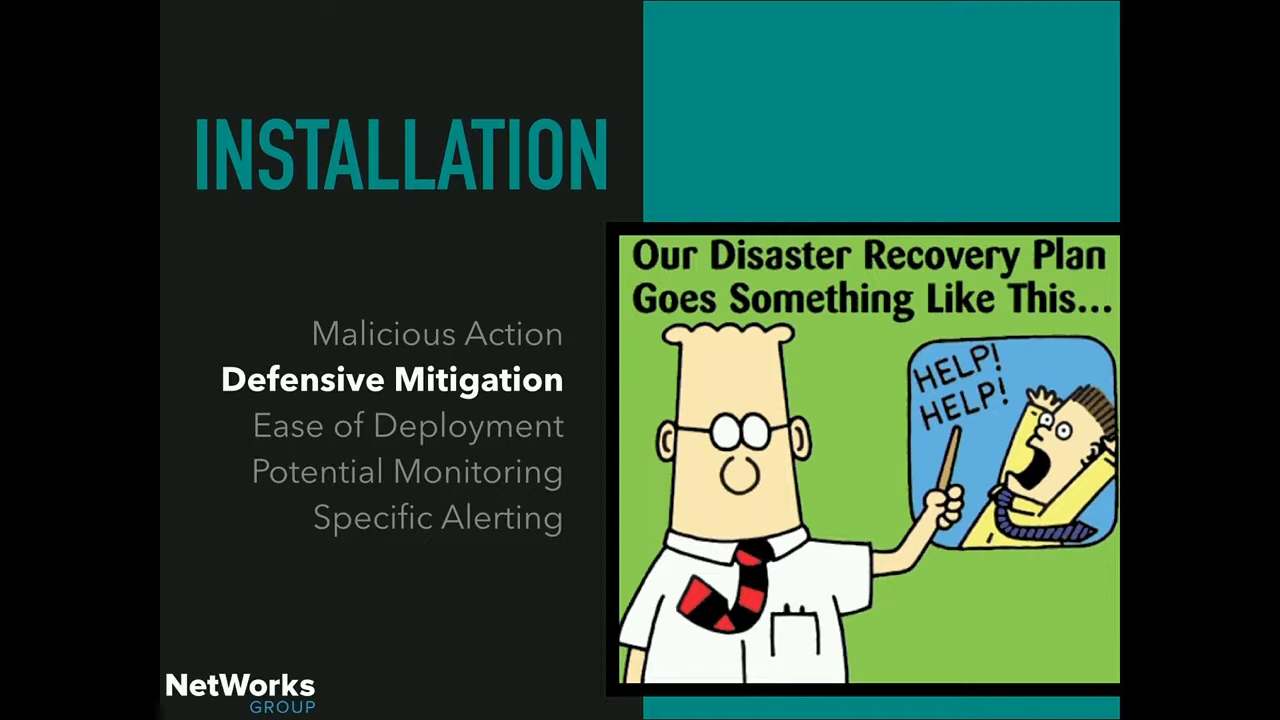 INSTALLATION
Malicious Action
Defensive Mitigation
Ease of Deployment
Potential Monitoring
Specific Alerting
Our Disaster Recovery Plan
Goes Something Like This...
HELP!
HELP!
NetWorks
GROUP